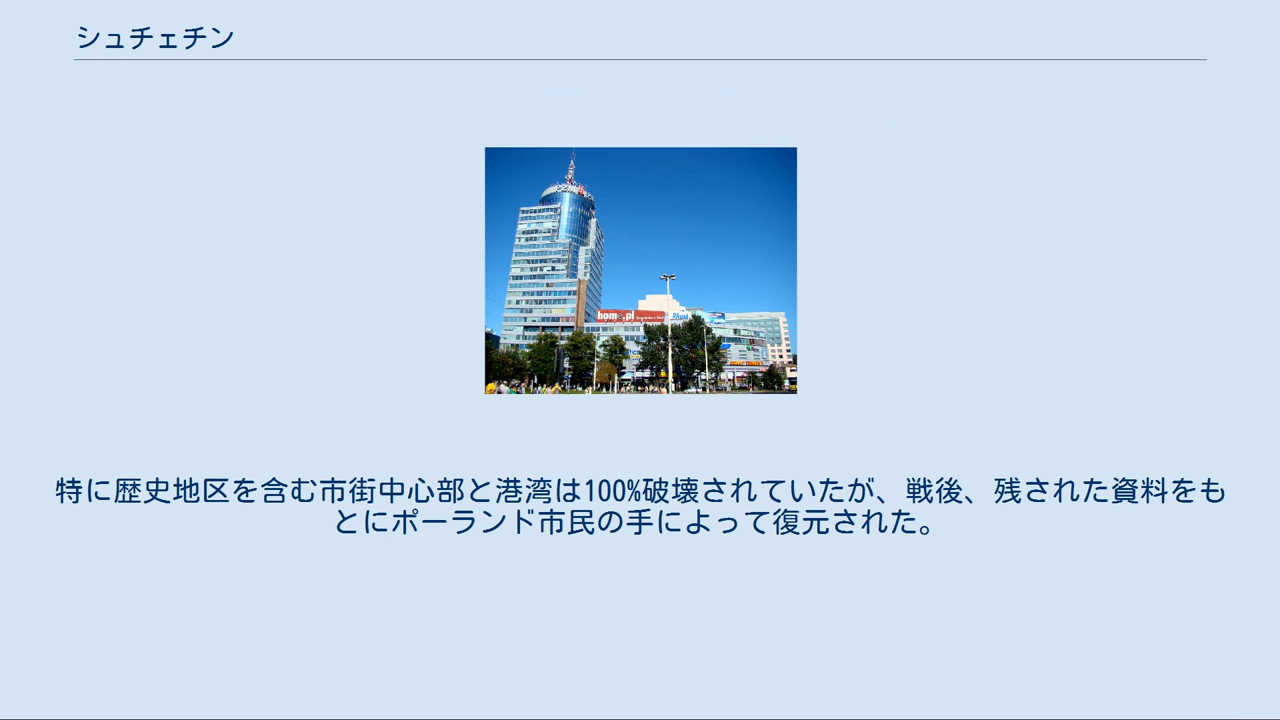 シュチェチン
home.pl
特に歴史地区を含む市街中心部と港湾は100%破壊されていたが、戦後、残された資料をも
とにポーランド市民の手によって復元された。